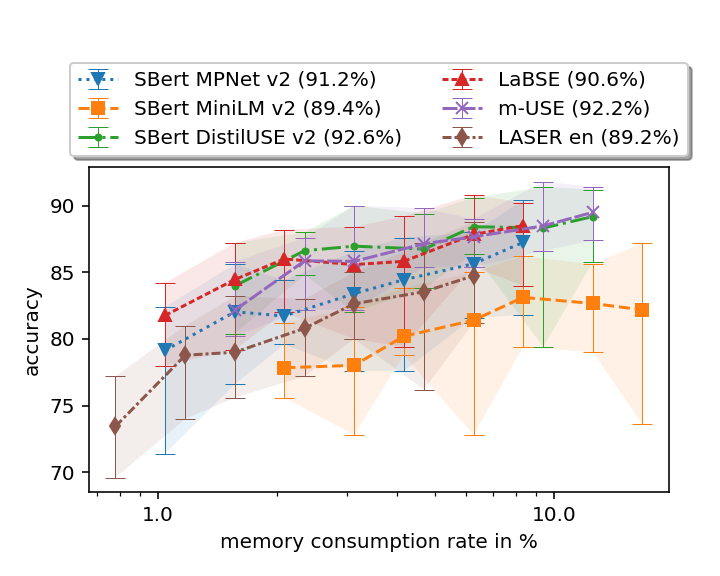 SBert MPNet v2 (91.2%)
SBert MiniLM v2 (89.4%)
SBert DistilUSE v2 (92.6%)
LaBSE (90.6%)
m-USE (92.2%)
LASER en (89.2%)
90
85
80
75
70
accuracy
1.0
10.0
memory consumption rate in %